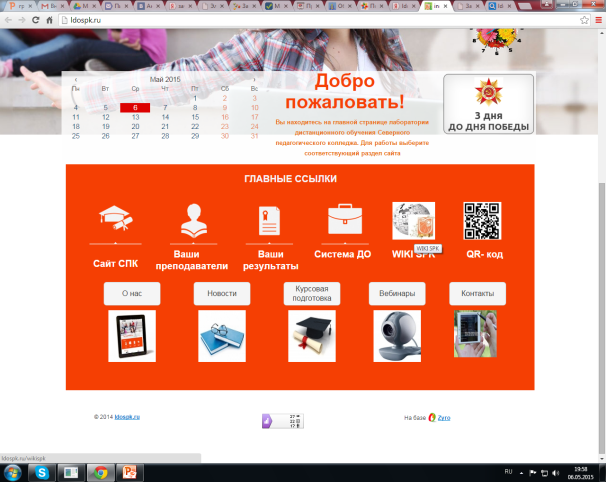 ldospk.ru
‹ Май 2015 ›
Пн Вт Ср Чт Пт Сб Вс
1 2 3
4 5 6 7 8 9 10
11 12 13 14 15 16 17
18 19 20 21 22 23 24
25 26 27 28 29 30 31
Добро
пожаловать!
Вы находитесь на главной странице лаборатории
дистанционного обучения Северного
педагогического колледжа. Для работы выберите
соответствующий раздел сайта
3 дня
ДО ДНЯ ПОБЕДЫ
ГЛАВНЫЕ ССЫЛКИ
Сайт СПК
Ваши
преподаватели
Ваши
результаты
Система ДО
WIKI SPK
WIKI SPK
QR- код
О нас
Новости
Курсовая
подготовка
Вебинары
Контакты
© 2014 ldospk.ru
На базе Zyro
ldospk.ru/wikispk
RU
19:58
06.05.2015